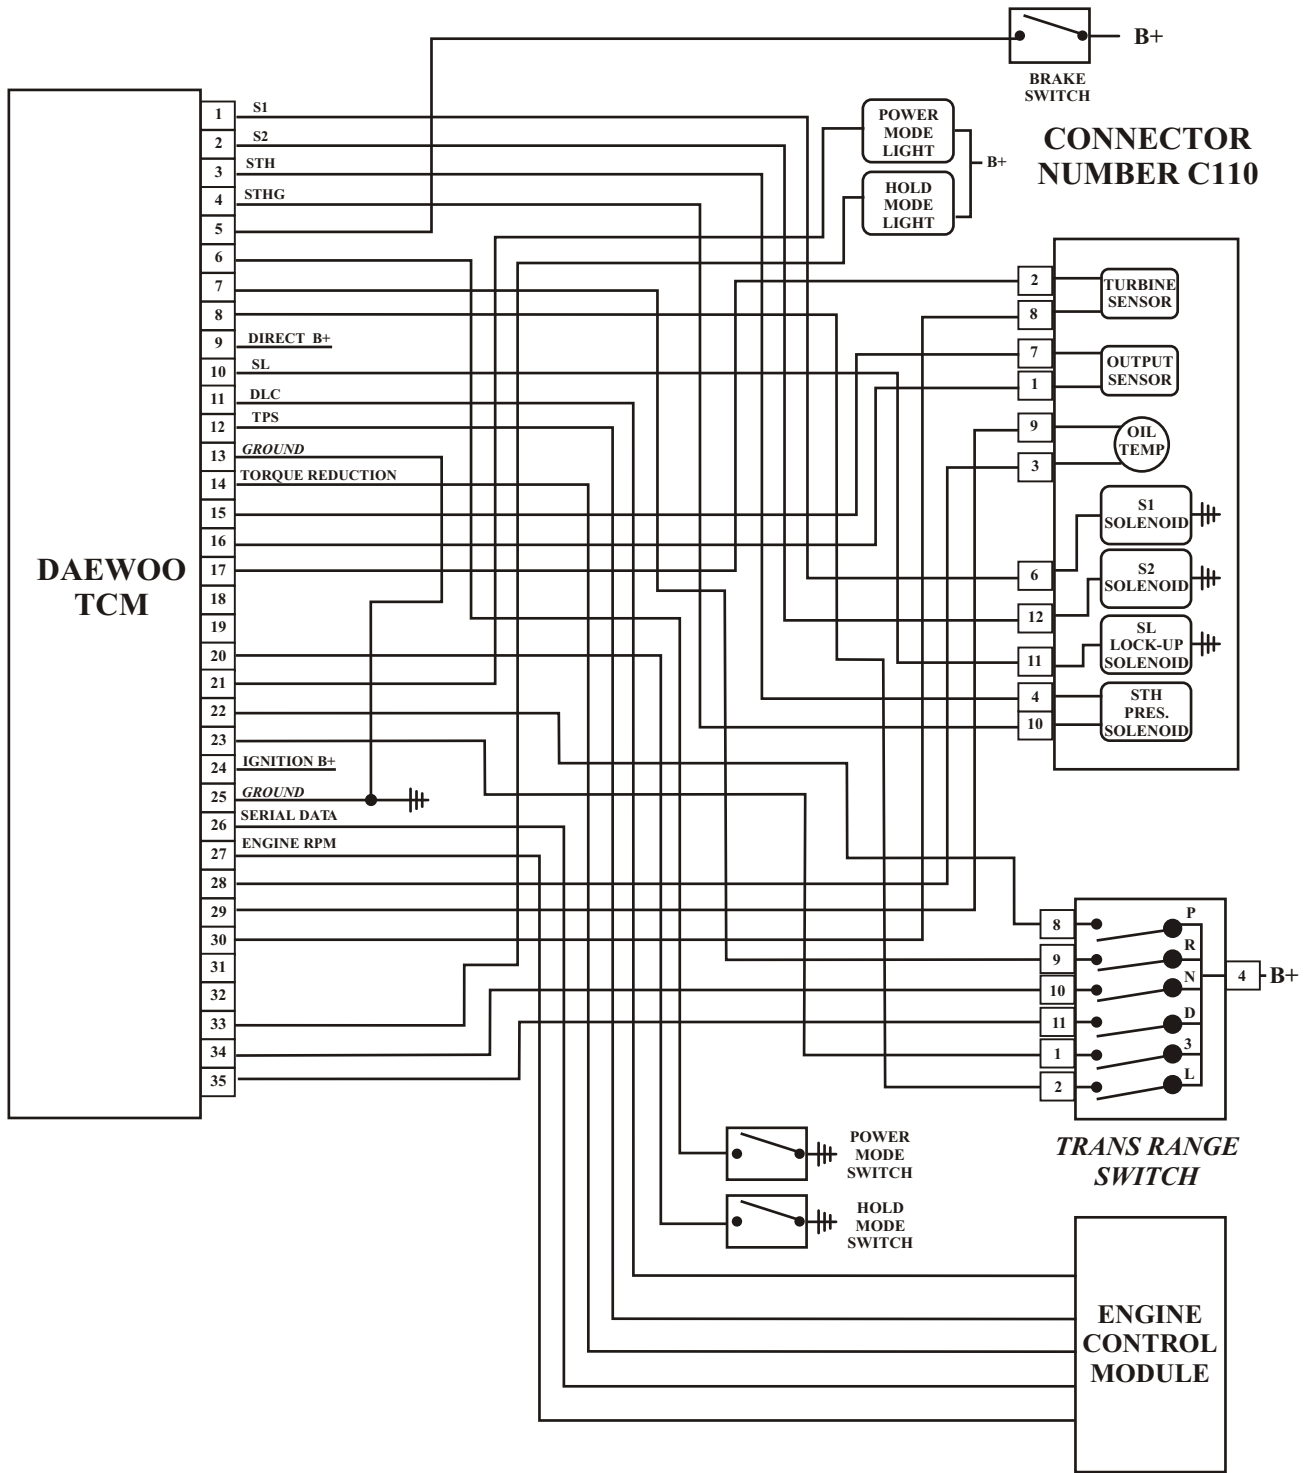 B+
BRAKE
SWITCH
CONNECTOR
NUMBER C110
POWER
MODE
LIGHT
HOLD
MODE
LIGHT
B+
DAEWOO
TCM
1 S1
2 S2
3 STH
4 STHG
5
6
7
8
9 DIRECT B+
10 SL
11 DLC
12 TPS
13 GROUND
14 TORQUE REDUCTION
15
16
17
18
19
20
21
22
23
24 IGNITION B+
25 GROUND
26 SERIAL DATA
27 ENGINE RPM
28
29
30
31
32
33
34
35
2
8
TURBINE
SENSOR
7
1
OUTPUT
SENSOR
9
3
OIL
TEMP
S1
SOLENOID
6
S2
SOLENOID
12
SL
LOCK-UP
SOLENOID
11
4
10
STH
PRES.
SOLENOID
8 P
9 R
10 N
11 D
1 3
2 L
4 B+
TRANS RANGE
SWITCH
POWER
MODE
SWITCH
HOLD
MODE
SWITCH
ENGINE
CONTROL
MODULE